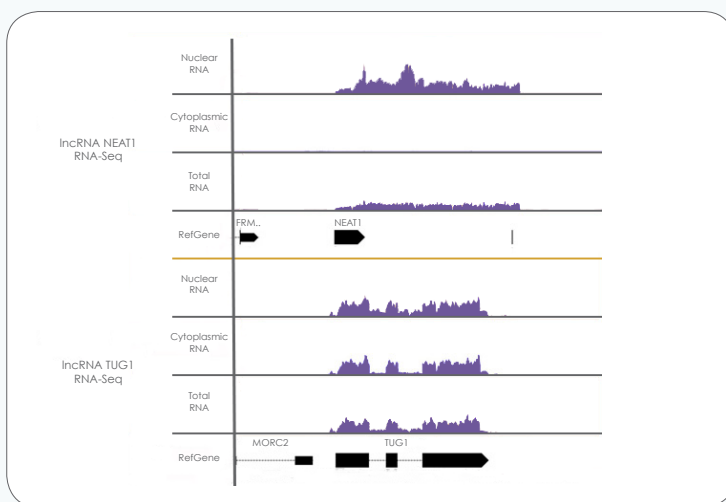 Nuclear
RNA
Cytoplasmic
RNA
lncRNA NEAT1
RNA-Seq
Total
RNA
FRM..
NEAT1
RefGene
Nuclear
RNA
Cytoplasmic
RNA
lncRNA TUG1
RNA-Seq
Total
RNA
MORC2
TUG1
RefGene